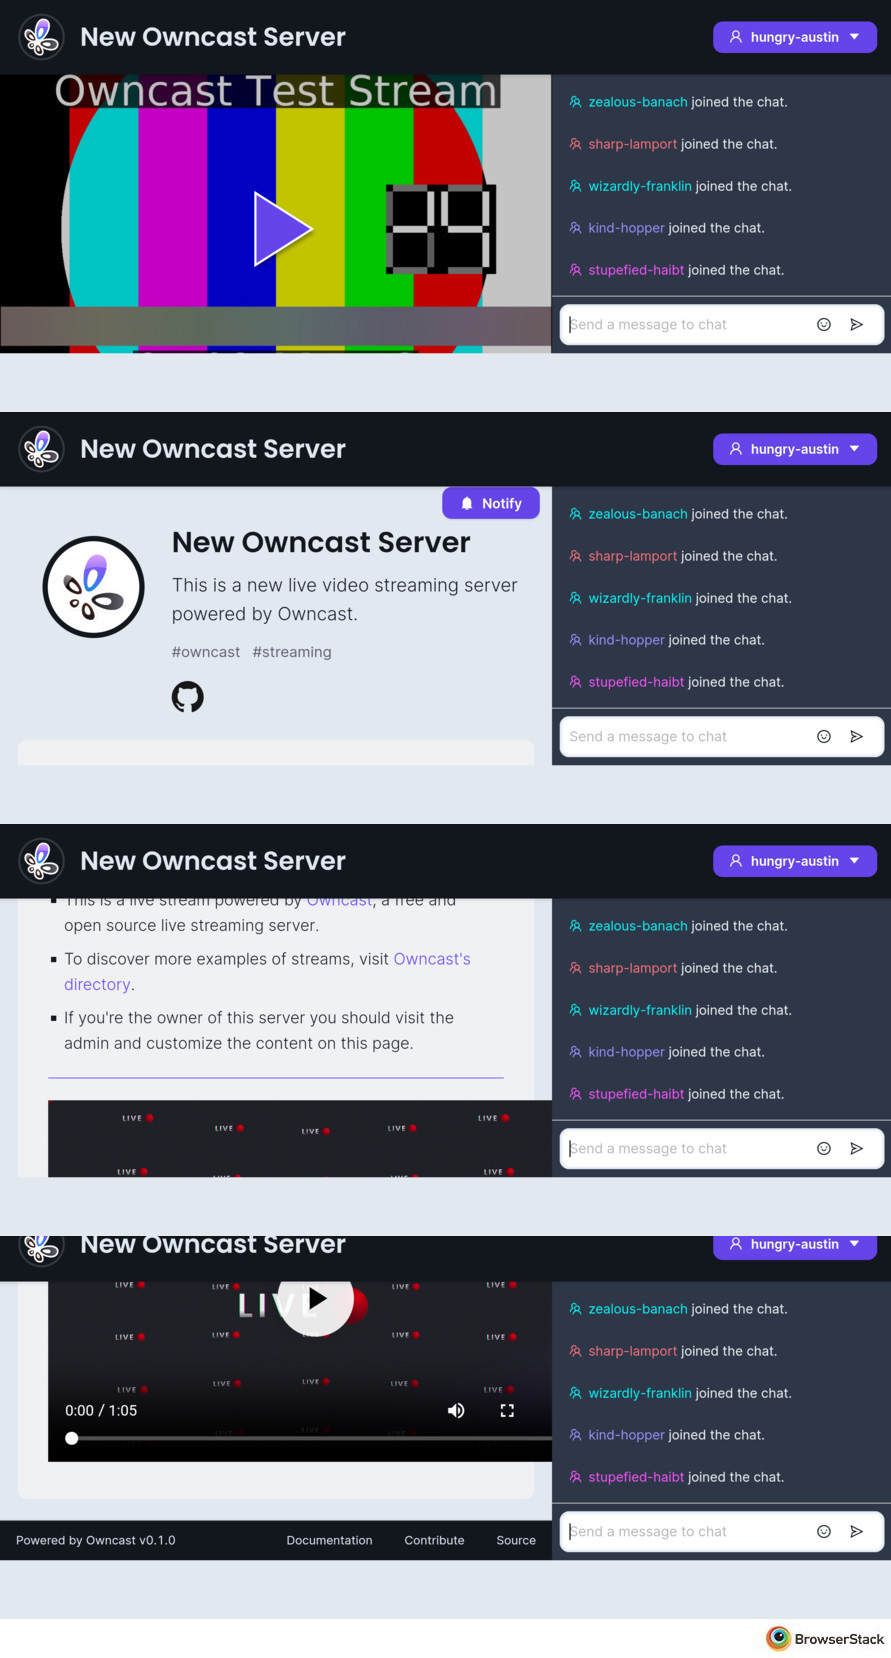 New Owncast Server
hungry-austin
Owncast Test Stream
zealous-banach joined the chat.
sharp-lamport joined the chat.
wizardly-franklin joined the chat.
kind-hopper joined the chat.
stupefied-haibt joined the chat.
Send a message to chat
New Owncast Server
hungry-austin
Notify
New Owncast Server
This is a new live video streaming server
powered by Owncast.
#owncast #streaming
zealous-banach joined the chat.
sharp-lamport joined the chat.
wizardly-franklin joined the chat.
kind-hopper joined the chat.
stupefied-haibt joined the chat.
Send a message to chat
New Owncast Server
hungry-austin
This is a live stream powered by Owncast, a free and
open source live streaming server.
To discover more examples of streams, visit Owncast's
directory.
If you're the owner of this server you should visit the
admin and customize the content on this page.
LIVE LIVE LIVE LIVE LIVE
LIVE LIVE LIVE LIVE LIVE
zealous-banach joined the chat.
sharp-lamport joined the chat.
wizardly-franklin joined the chat.
kind-hopper joined the chat.
stupefied-haibt joined the chat.
Send a message to chat
New Owncast Server
hungry-austin
LIVE LIVE LIVE LIVE LIVE
LIVE
LIVE LIVE LIVE LIVE LIVE
LIVE LIVE LIVE LIVE LIVE
0:00 / 1:05
zealous-banach joined the chat.
sharp-lamport joined the chat.
wizardly-franklin joined the chat.
kind-hopper joined the chat.
stupefied-haibt joined the chat.
Send a message to chat
Powered by Owncast v0.1.0
Documentation
Contribute
Source
BrowserStack